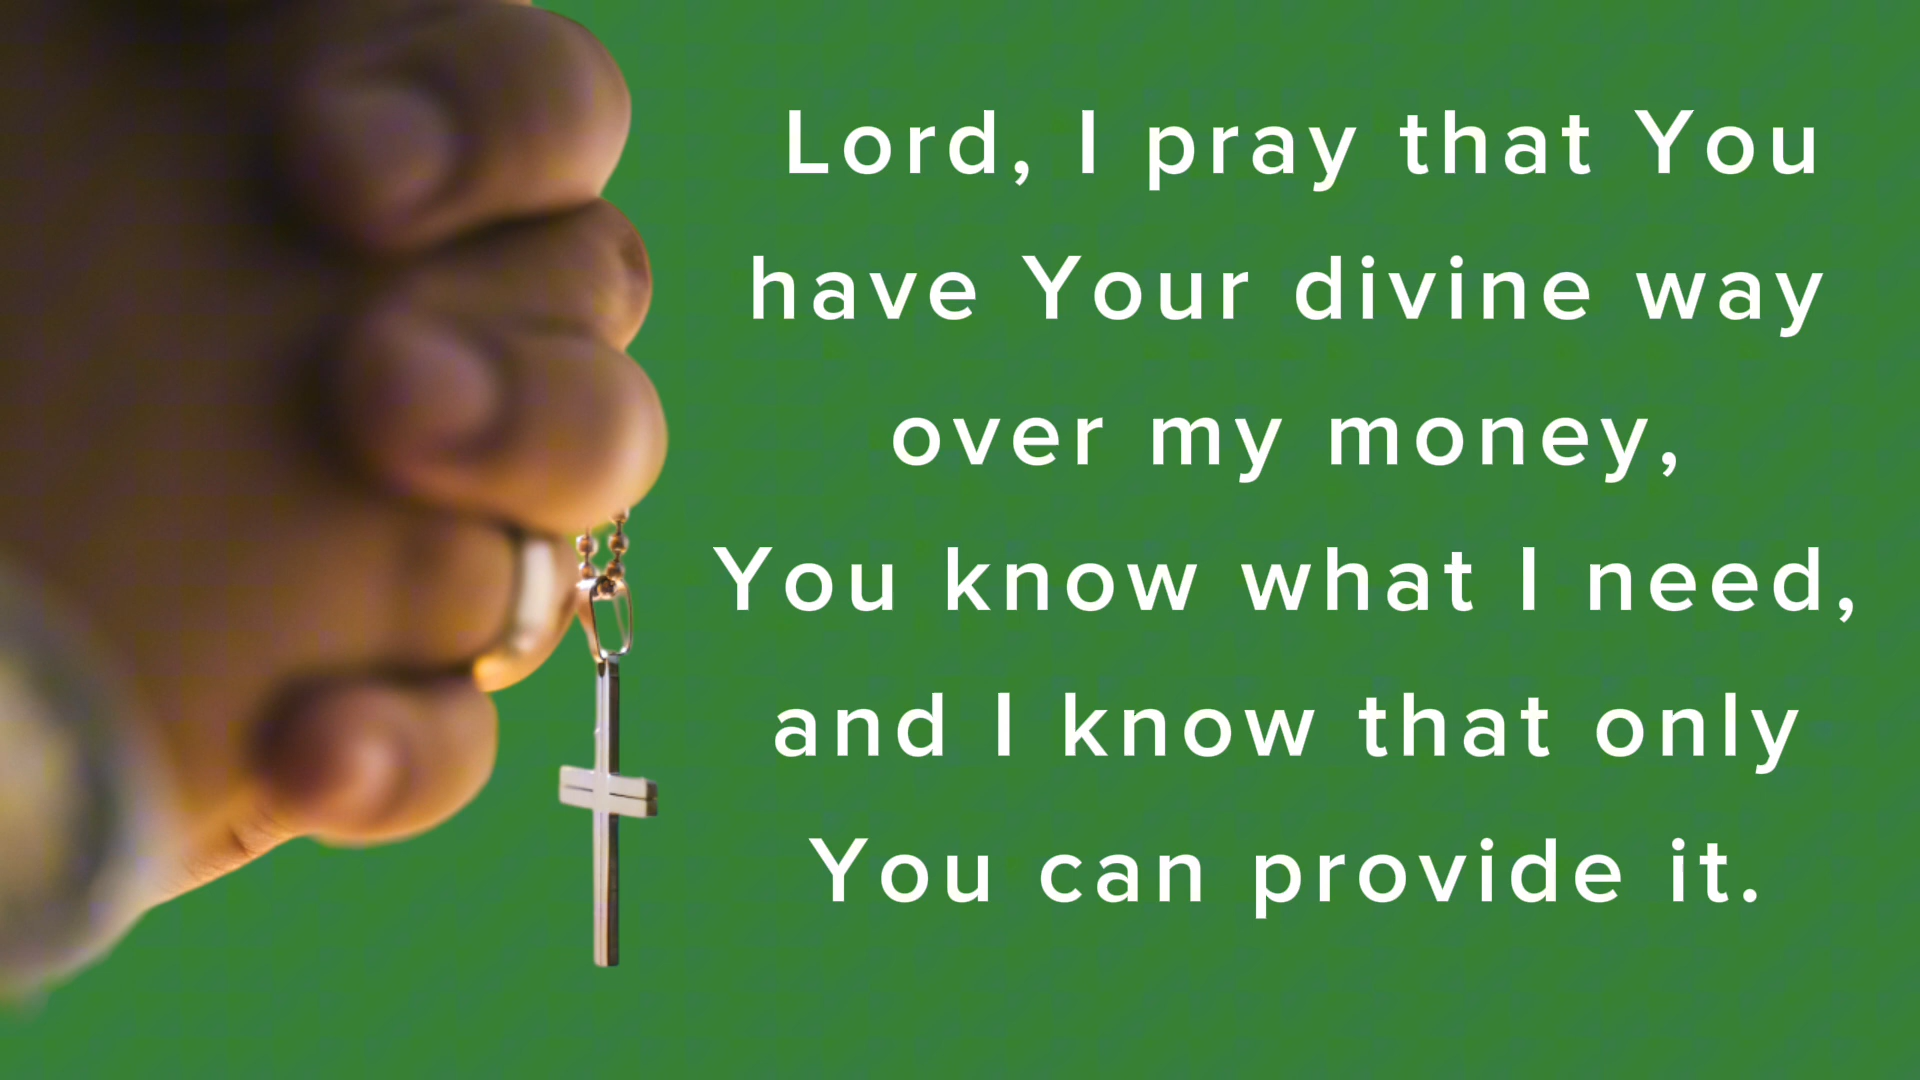 Lord, I pray that You
have Your divine way
over my money,
You know what I need,
and I know that only
You can provide it.